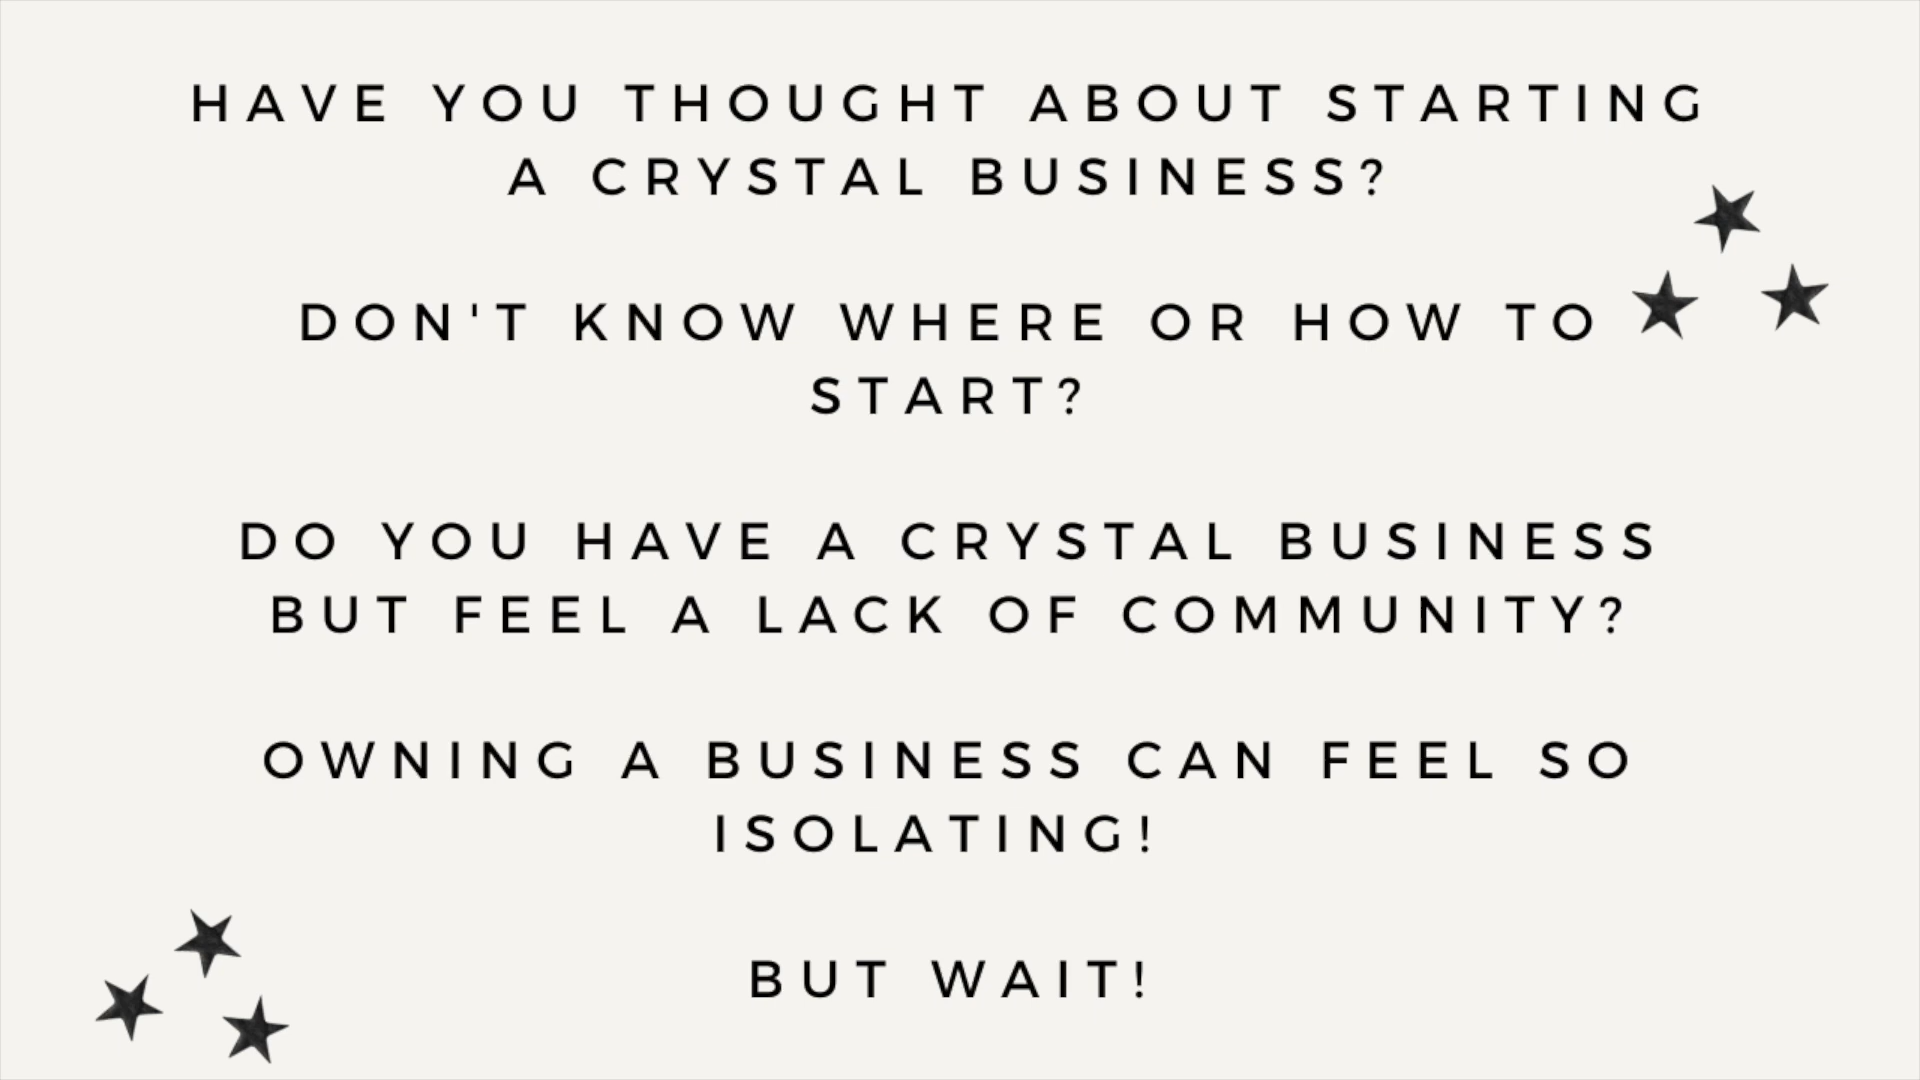 HAVE YOU THOUGHT ABOUT STARTING
A CRYSTAL BUSINESS?
DON'T KNOW WHERE OR HOW TO
START?
DO YOU HAVE A CRYSTAL BUSINESS
BUT FEEL A LACK OF COMMUNITY?
OWNING A BUSINESS CAN FEEL SO
ISOLATING!
BUT WAIT!